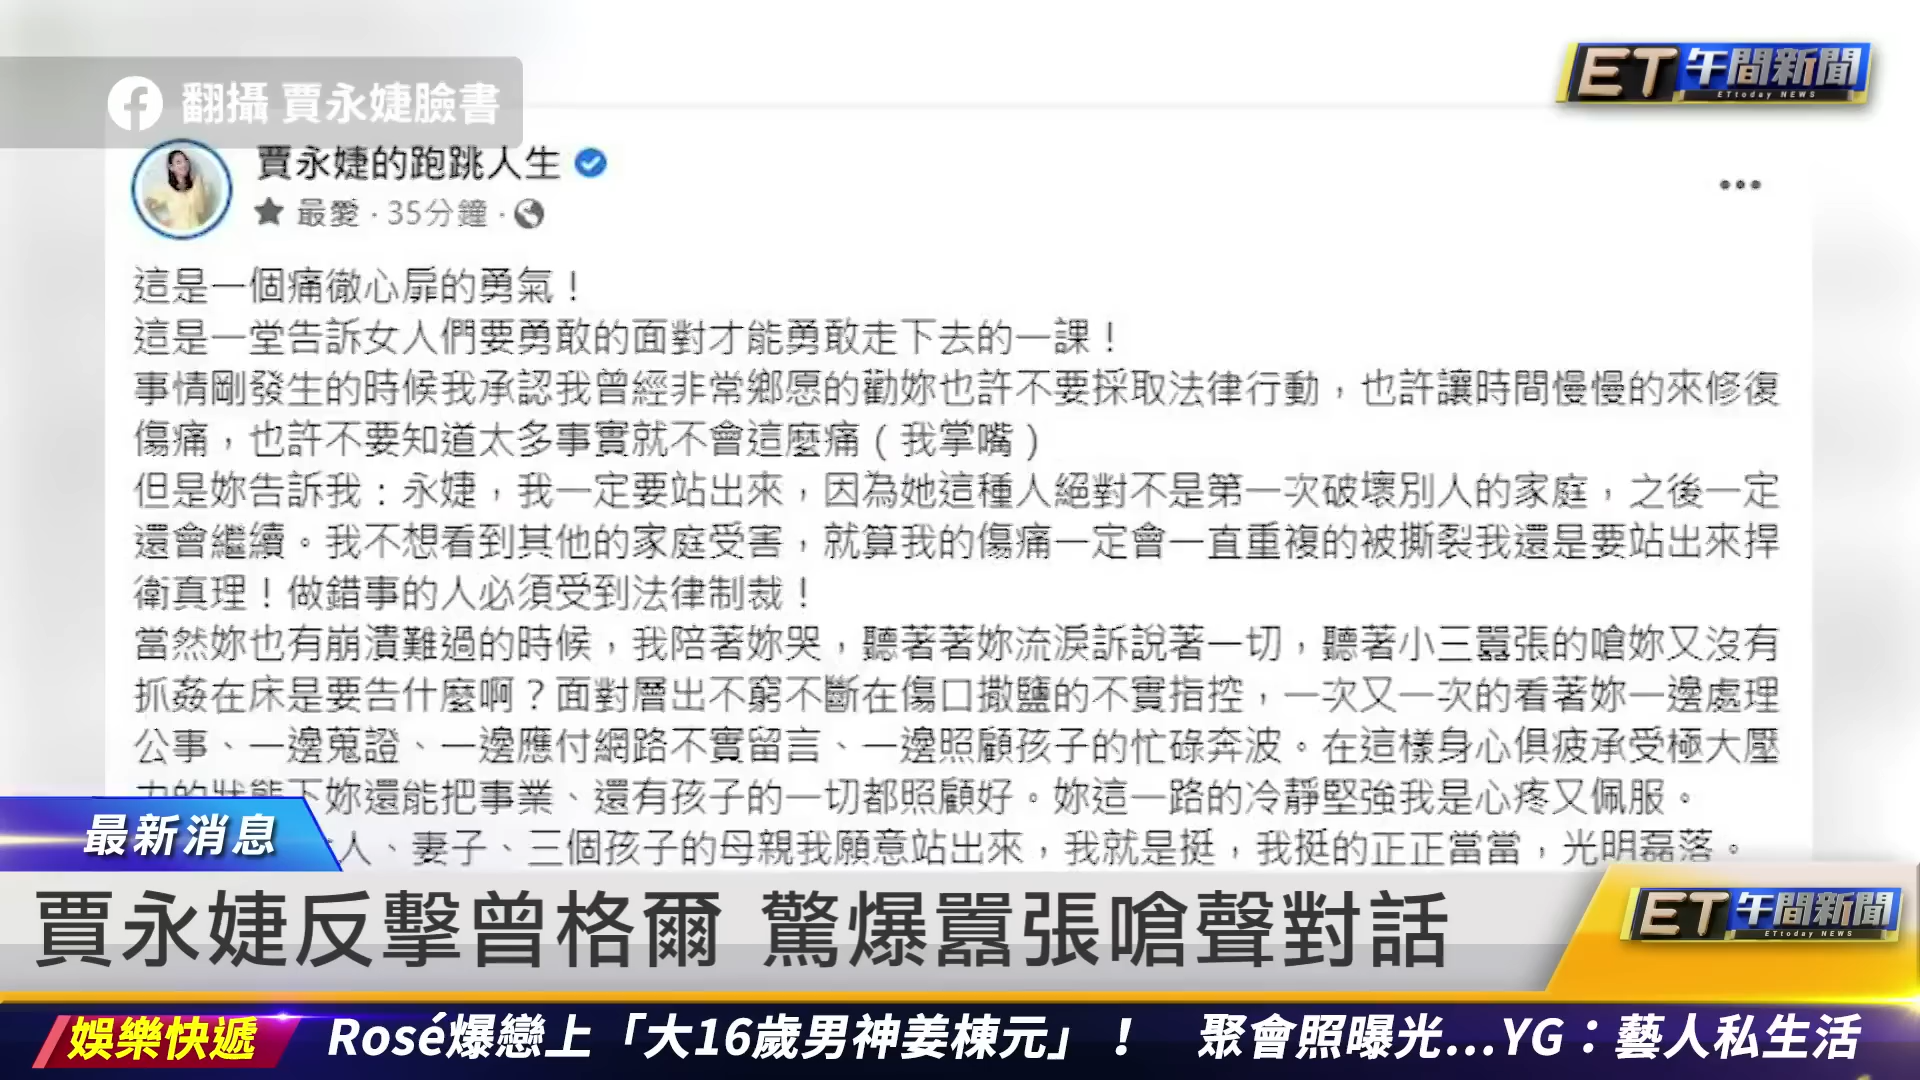 翻攝 賈永婕臉書
ET午間新聞
ETtoday NEWS
賈永婕的跑跳人生
最愛 · 35分鐘 ·
這是一個痛徹心扉的勇氣！
這是一堂告訴女人們要勇敢的面對才能勇敢走下去的一課！
事情剛發生的時候我承認我曾經非常鄉愿的勸妳也許不要採取法律行動，也許讓時間慢慢的來修復
傷痛，也許不要知道太多事實就不會這麼痛（我掌嘴）
但是妳告訴我：永婕，我一定要站出來，因為她這種人絕對不是第一次破壞別人的家庭，之後一定
還會繼續。我不想看到其他的家庭受害，就算我的傷痛一定會一直重複的被撕裂我還是要站出來捍
衛真理！做錯事的人必須受到法律制裁！
當然妳也有崩潰難過的時候，我陪著妳哭，聽著著妳流淚訴說著一切，聽著小三囂張的嗆妳又沒有
抓姦在床是要告什麼啊？面對層出不窮不斷在傷口撒鹽的不實指控，一次又一次的看著妳一邊處理
公事、一邊蒐證、一邊應付網路不實留言、一邊照顧孩子的忙碌奔波。在這樣身心俱疲承受極大壓
力的狀態下妳還能把事業、還有孩子的一切都照顧好。妳這一路的冷靜堅強我是心疼又佩服。
人、妻子、三個孩子的母親我願意站出來，我就是挺，我挺的正正當當，光明磊落。
最新消息
賈永婕反擊曾格爾 驚爆囂張嗆聲對話
ET午間新聞
ETtoday NEWS
娛樂快遞
Rosé爆戀上「大16歲男神姜棟元」！ 聚會照曝光...YG：藝人私生活